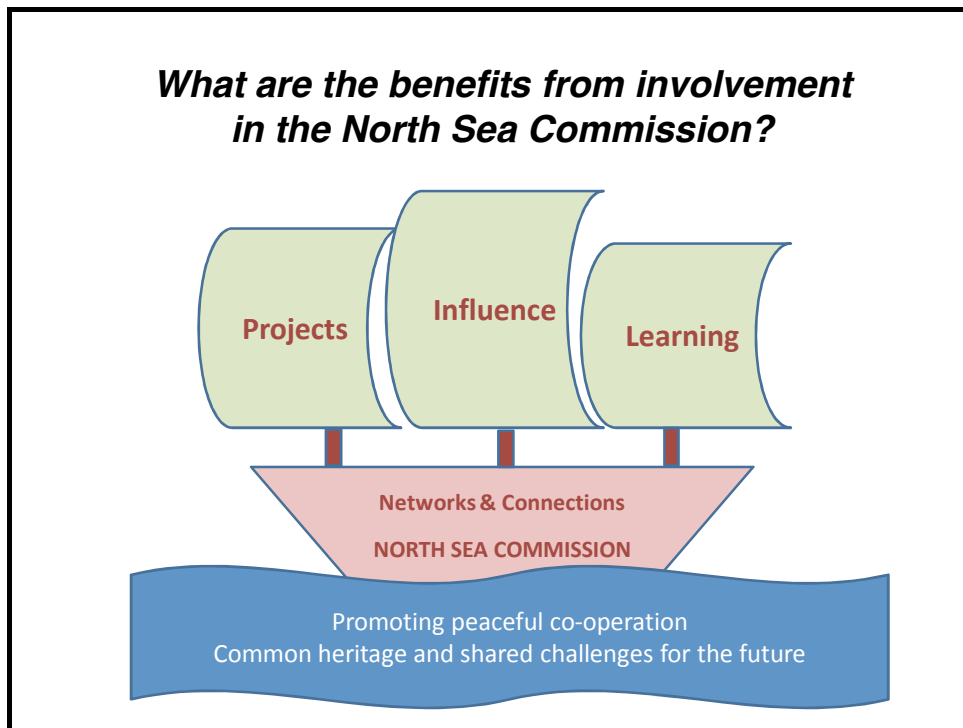 What are the benefits from involvement
in the North Sea Commission?
Projects
Influence
Learning
Networks & Connections
NORTH SEA COMMISSION
Promoting peaceful co-operation
Common heritage and shared challenges for the future